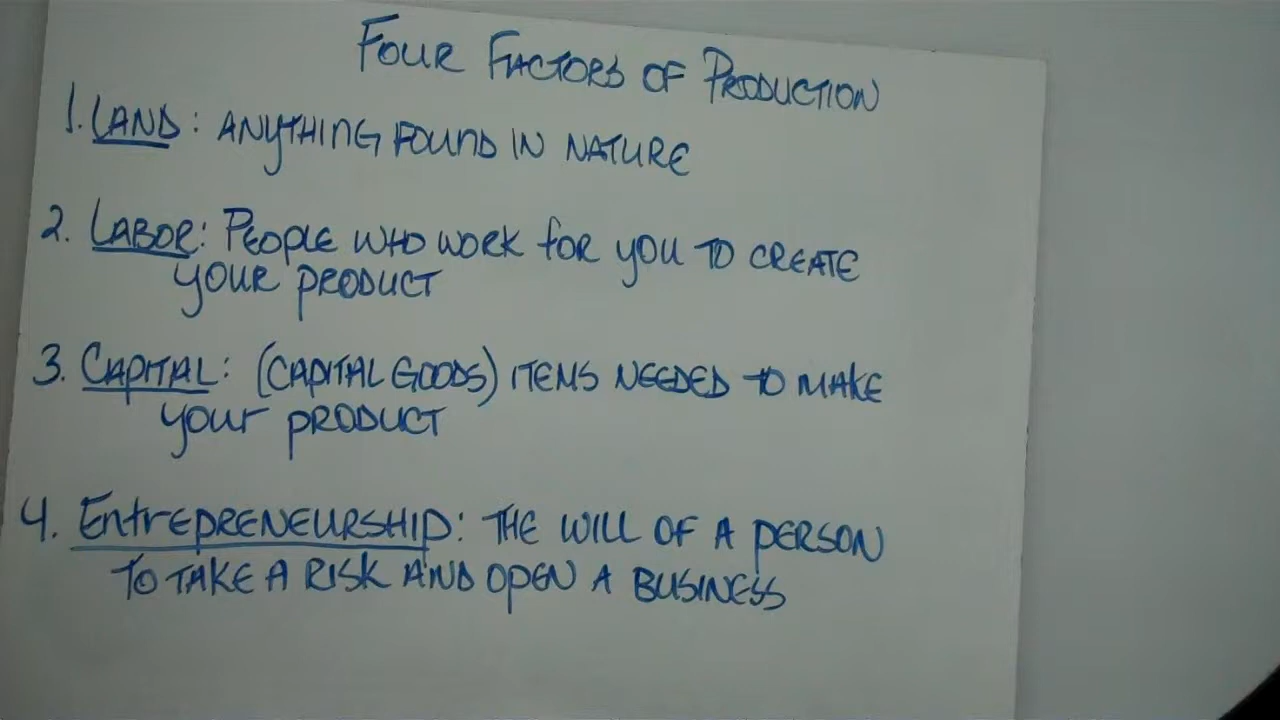 Four Factors of Production
1. Land: Anything found in nature
2. Labor: People who work for you to create
your product
3. Capital: (Capital Goods) items needed to make
your product
4. Entrepreneurship: The will of a person
to take a risk and open a business